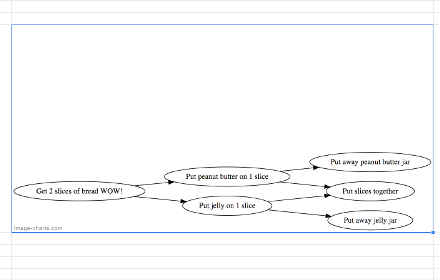 Put away peanut butter jar
Put peanut butter on 1 slice
Get 2 slices of bread WOW!
Put slices together
Put jelly on 1 slice
Put away jelly jar
image-charts.com